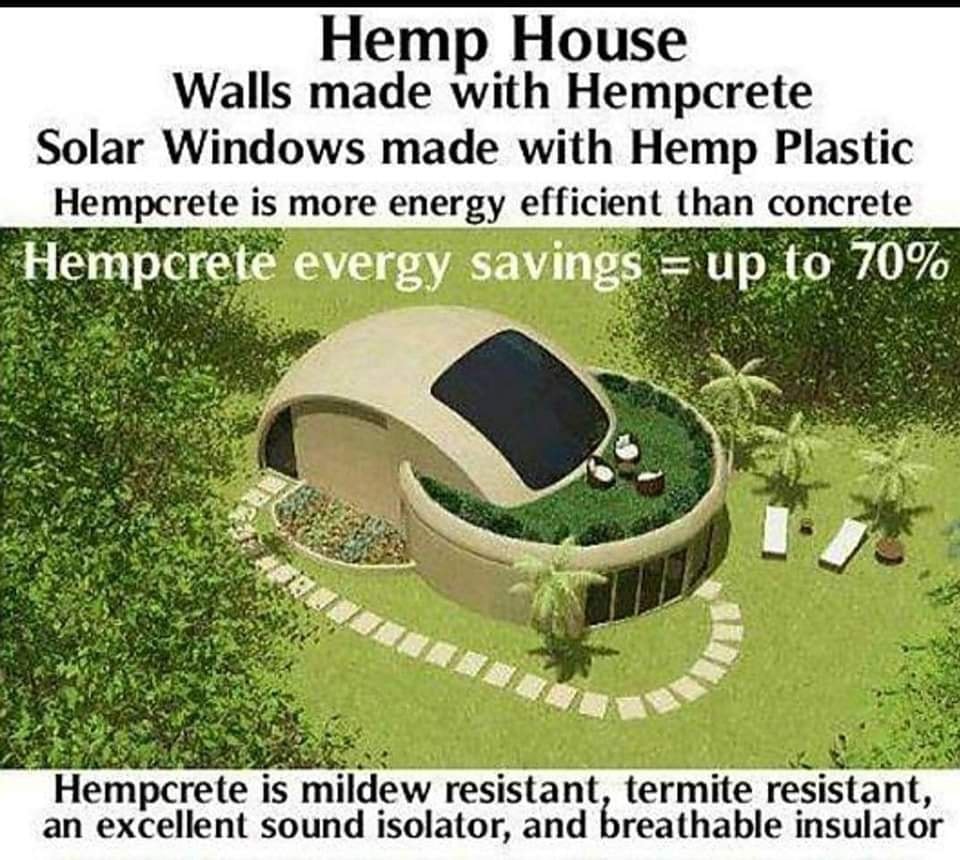 Hemp House
Walls made with Hempcrete
Solar Windows made with Hemp Plastic
Hempcrete is more energy efficient than concrete
Hempcrete evergy savings = up to 70%
Hempcrete is mildew resistant, termite resistant,
an excellent sound isolator, and breathable insulator